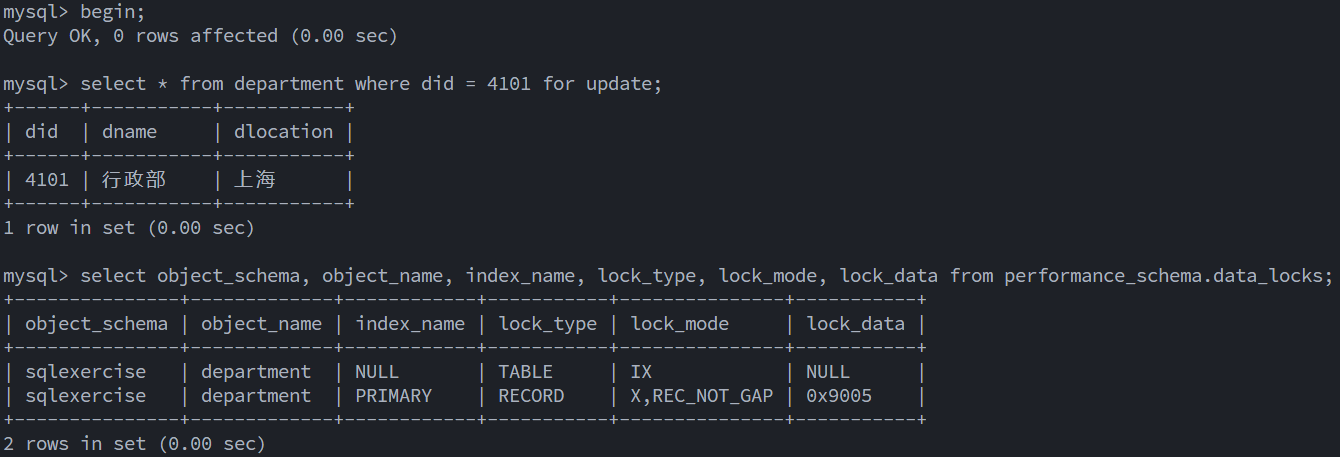 mysql> begin;
Query OK, 0 rows affected (0.00 sec)
mysql> select * from department where did = 4101 for update;
+------+-----------+-----------+
| did  | dname     | dlocation |
+------+-----------+-----------+
| 4101 | 行政部    | 上海      |
+------+-----------+-----------+
1 row in set (0.00 sec)
mysql> select object_schema, object_name, index_name, lock_type, lock_mode, lock_data from performance_schema.data_locks;
+---------------+-------------+------------+-----------+---------------+-----------+
| object_schema | object_name | index_name | lock_type | lock_mode     | lock_data |
+---------------+-------------+------------+-----------+---------------+-----------+
| sqlexercise   | department  | NULL       | TABLE     | IX            | NULL      |
| sqlexercise   | department  | PRIMARY    | RECORD    | X,REC_NOT_GAP | 0x9005    |
+---------------+-------------+------------+-----------+---------------+-----------+
2 rows in set (0.00 sec)